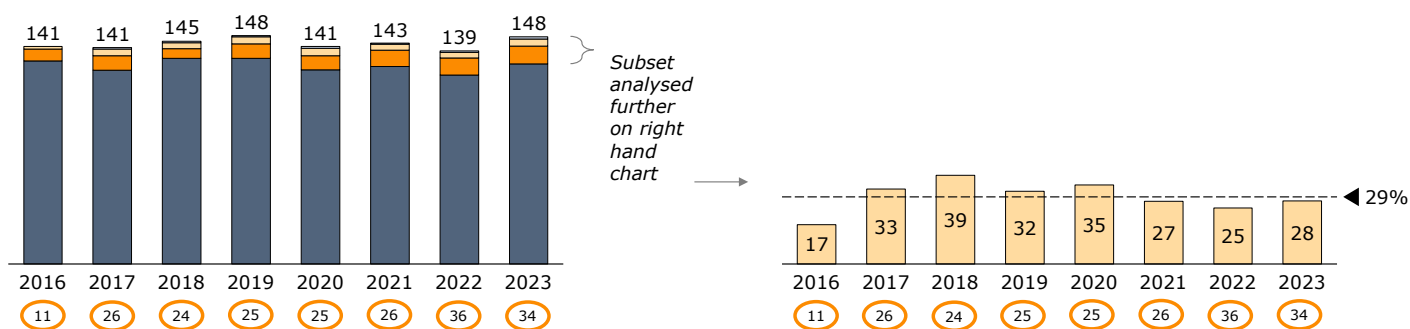 141 141 145 148 141 143 139 148
Subset
analysed
further
on right
hand
chart
2016 2017 2018 2019 2020 2021 2022 2023
11 26 24 25 25 26 36 34
29%
17 33 39 32 35 27 25 28
2016 2017 2018 2019 2020 2021 2022 2023
11 26 24 25 25 26 36 34